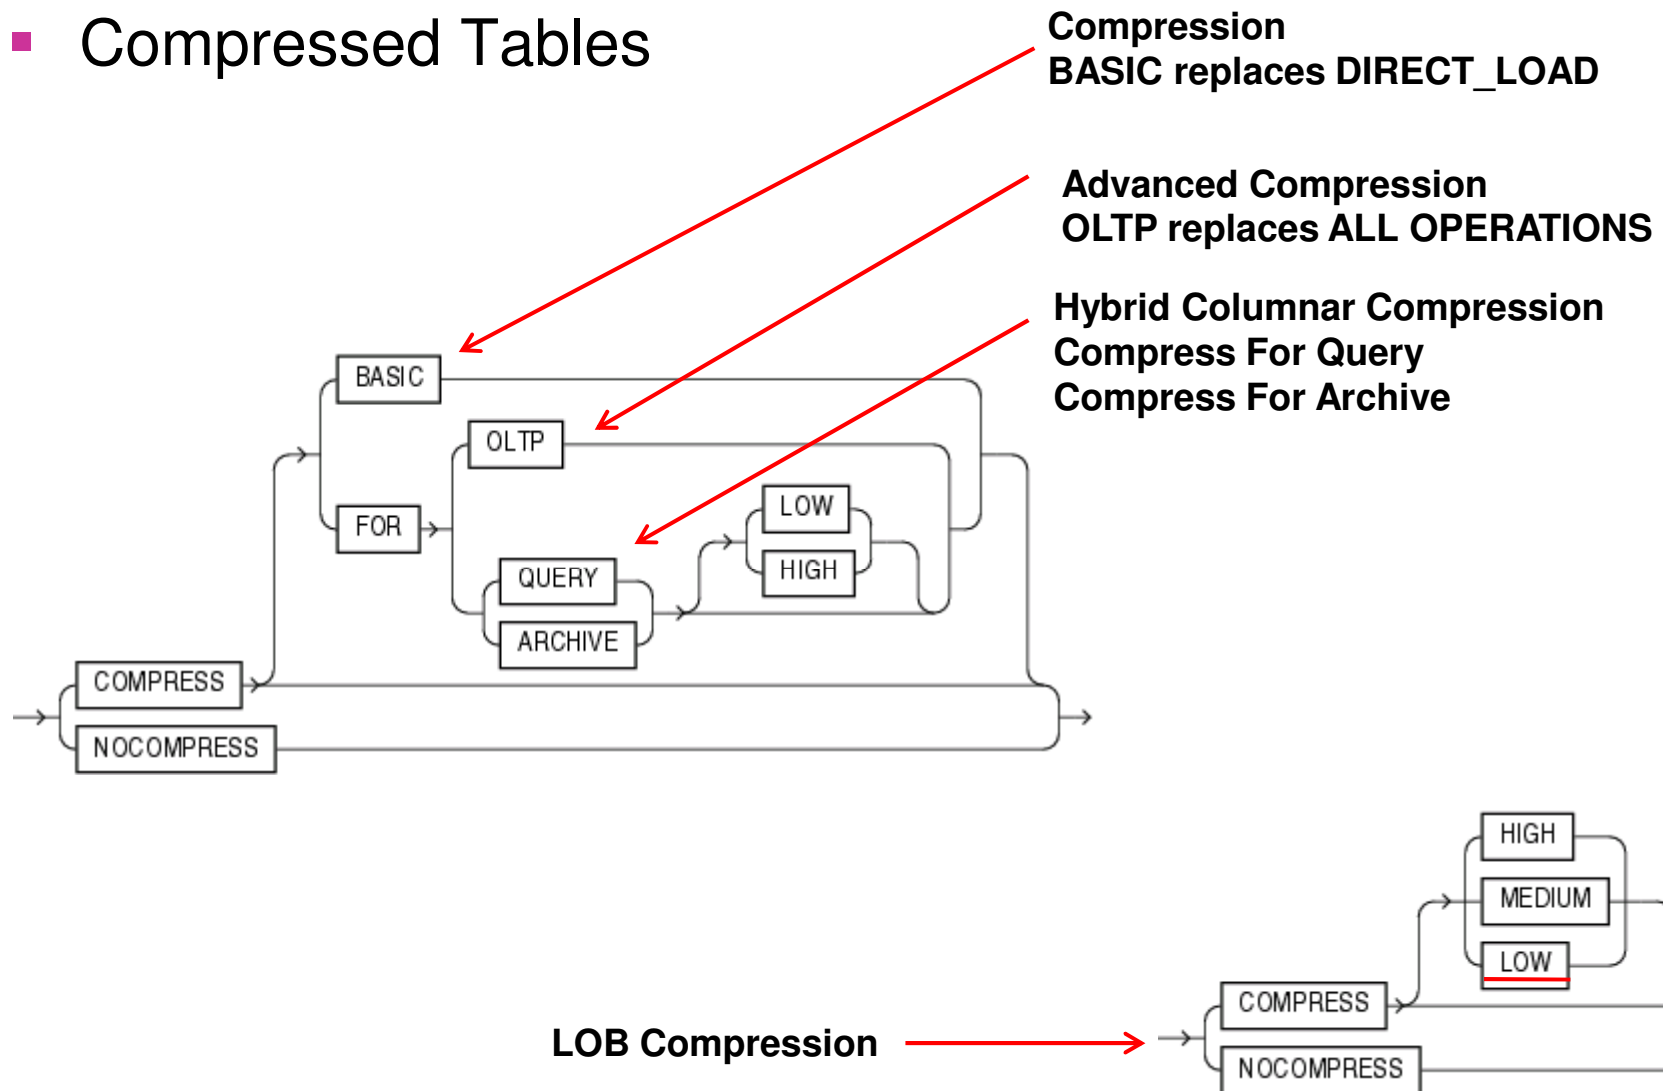 Compressed Tables
Compression
BASIC replaces DIRECT_LOAD
Advanced Compression
OLTP replaces ALL OPERATIONS
Hybrid Columnar Compression
Compress For Query
Compress For Archive
BASIC
OLTP
LOW
FOR
HIGH
QUERY
ARCHIVE
COMPRESS
NOCOMPRESS
HIGH
MEDIUM
LOW
COMPRESS
LOB Compression
NOCOMPRESS